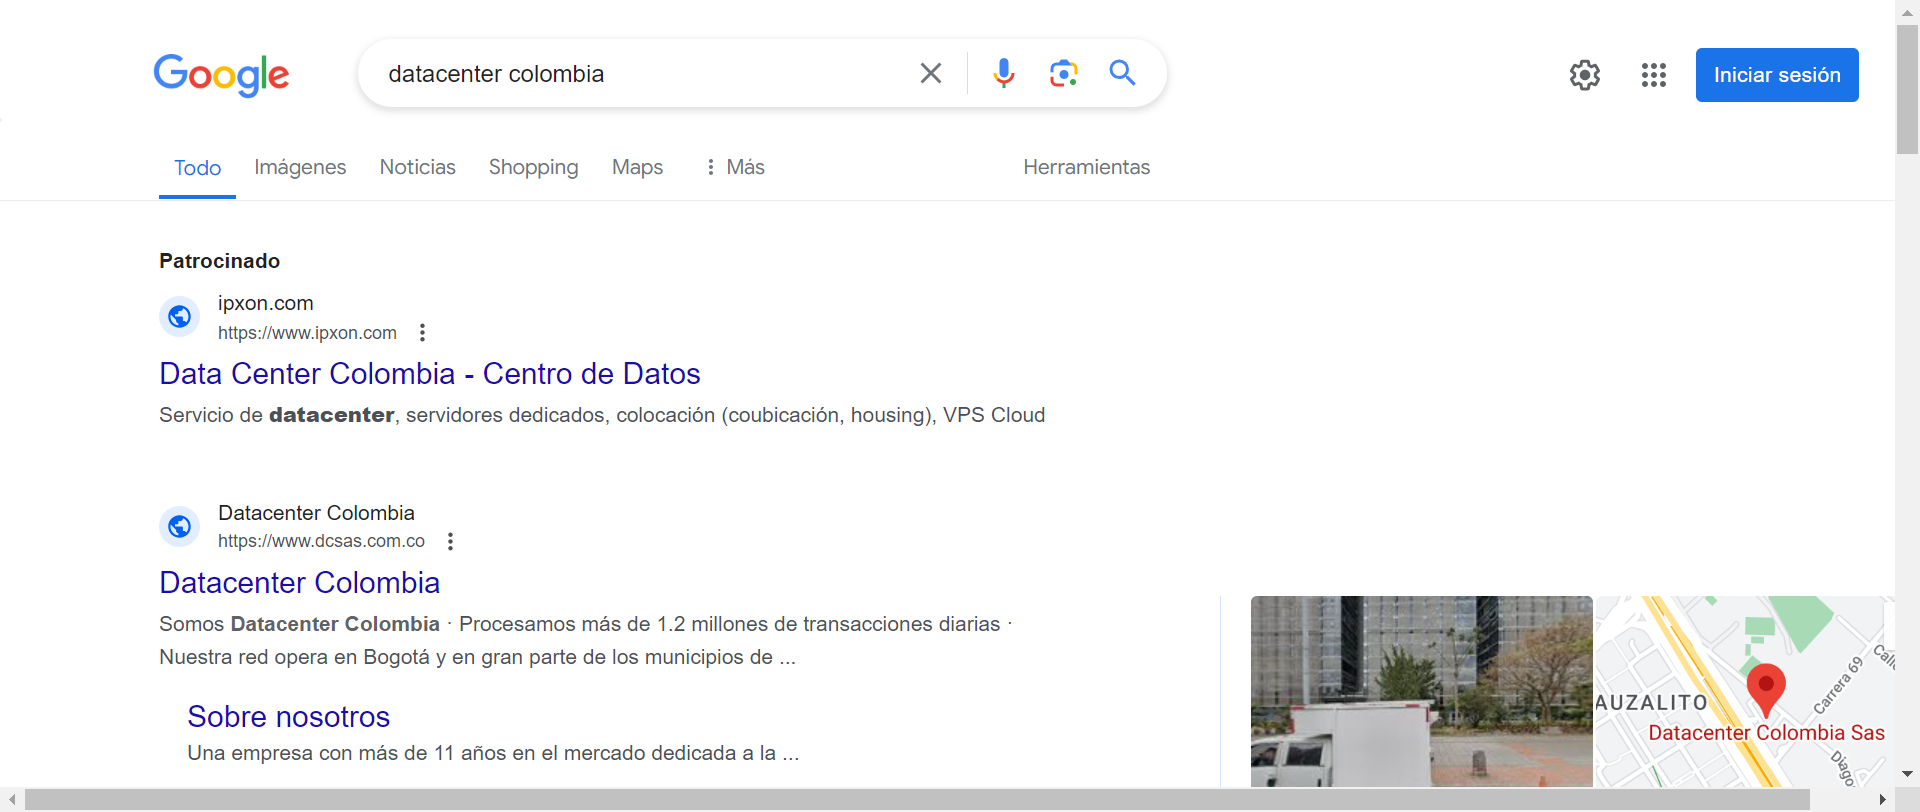 Google
datacenter colombia
Iniciar sesión
Todo
Imágenes
Noticias
Shopping
Maps
Más
Herramientas
Patrocinado
ipxon.com
https://www.ipxon.com
Data Center Colombia - Centro de Datos
Servicio de datacenter, servidores dedicados, colocación (coubicación, housing), VPS Cloud
Datacenter Colombia
https://www.dcsas.com.co
Datacenter Colombia
Somos Datacenter Colombia · Procesamos más de 1.2 millones de transacciones diarias ·
Nuestra red opera en Bogotá y en gran parte de los municipios de ...
Sobre nosotros
Una empresa con más de 11 años en el mercado dedicada a la ...
AUZALITO
Carrera 69
Calle
Datacenter Colombia Sas
Diago